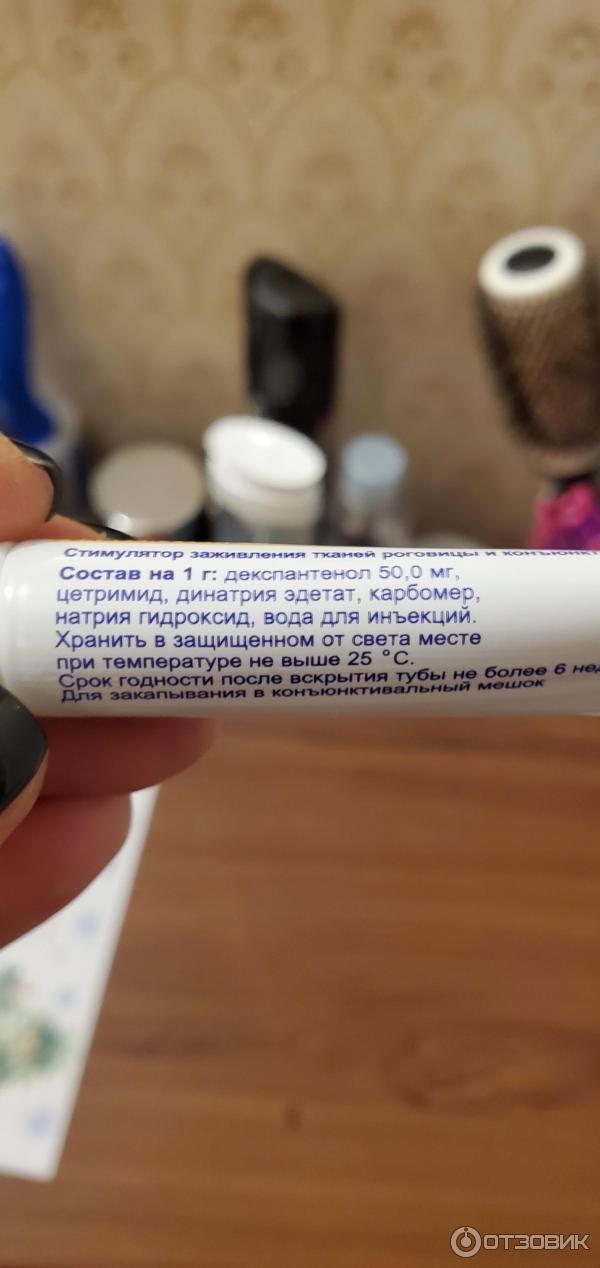 Стимулятор заживления тканей роговицы и
Состав на 1 г: декспантенол 50,0 мг,
цетримид, динатрия эдетат, карбомер,
натрия гидроксид, вода для инъекций.
Хранить в защищенном от света месте
при температуре не выше 25 °С.
Срок годности после вскрытия тубы не более 6 нед
Для закапывания в конъюнктивальный мешок
ОТЗОВИК